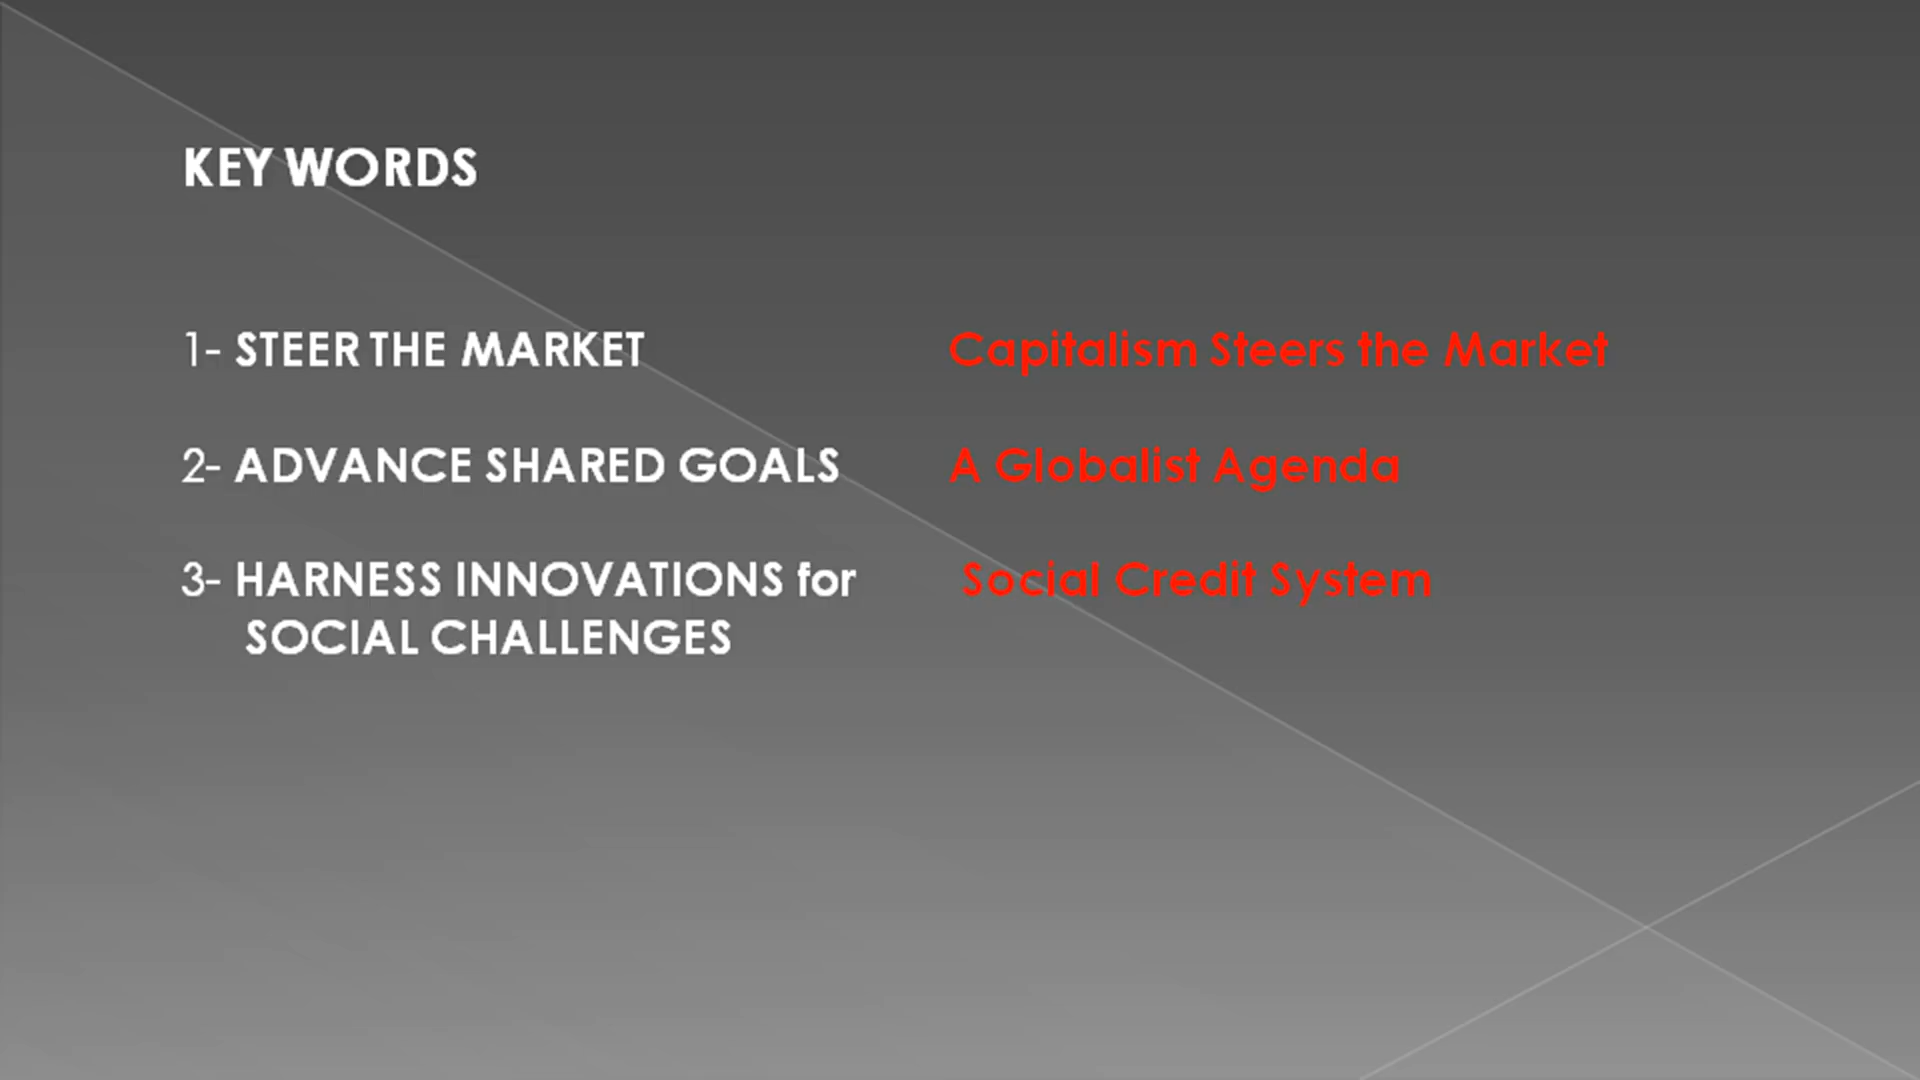 KEY WORDS
1- STEER THE MARKET Capitalism Steers the Market
2- ADVANCE SHARED GOALS A Globalist Agenda
3- HARNESS INNOVATIONS for Social Credit System
SOCIAL CHALLENGES